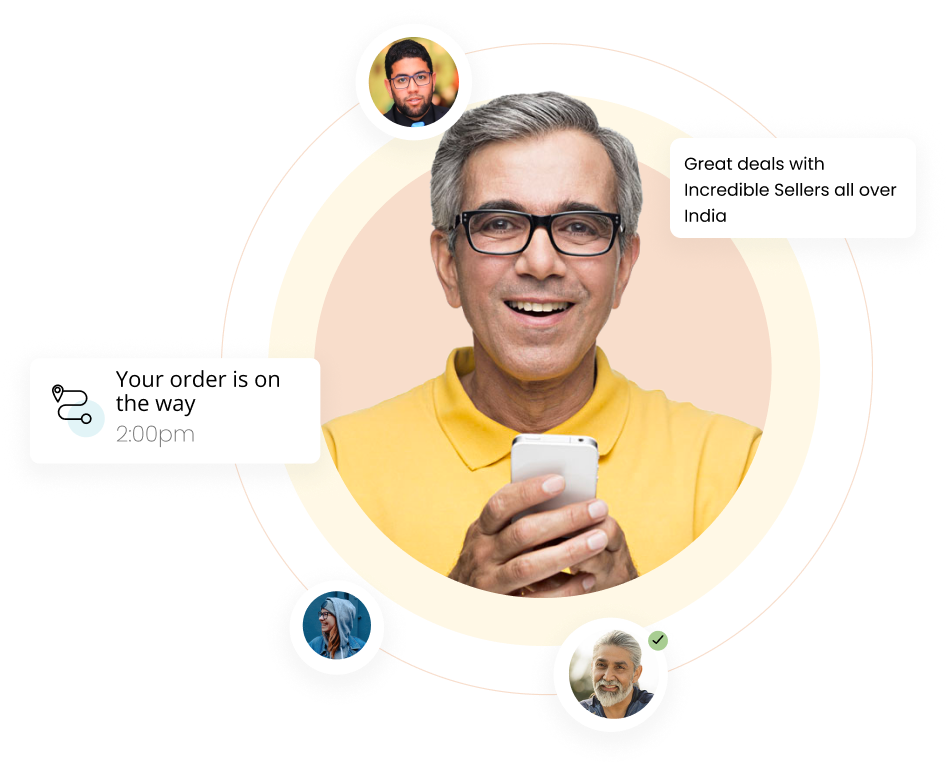 Great deals with
Incredible Sellers all over
India
Your order is on
the way
2:00pm